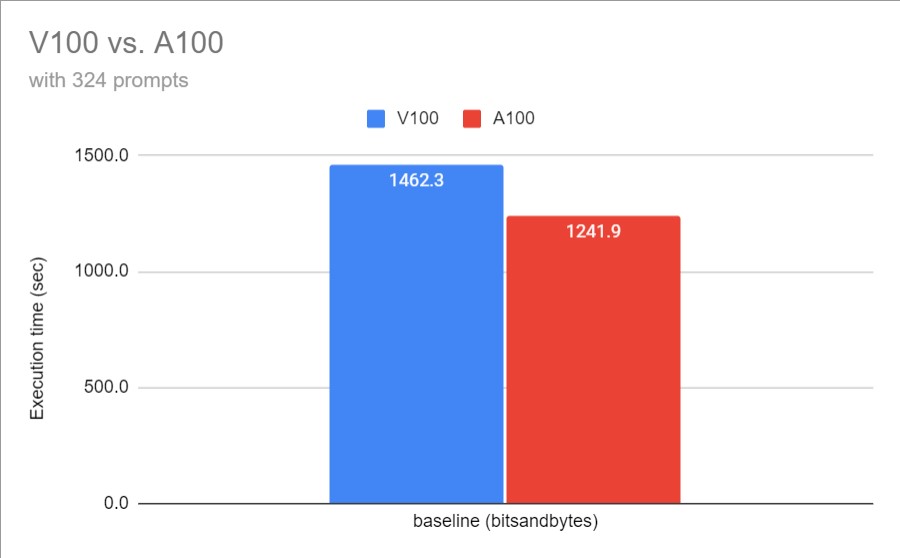 V100 vs. A100
with 324 prompts
V100
A100
1500.0
1000.0
500.0
0.0
Execution time (sec)
1462.3
1241.9
baseline (bitsandbytes)